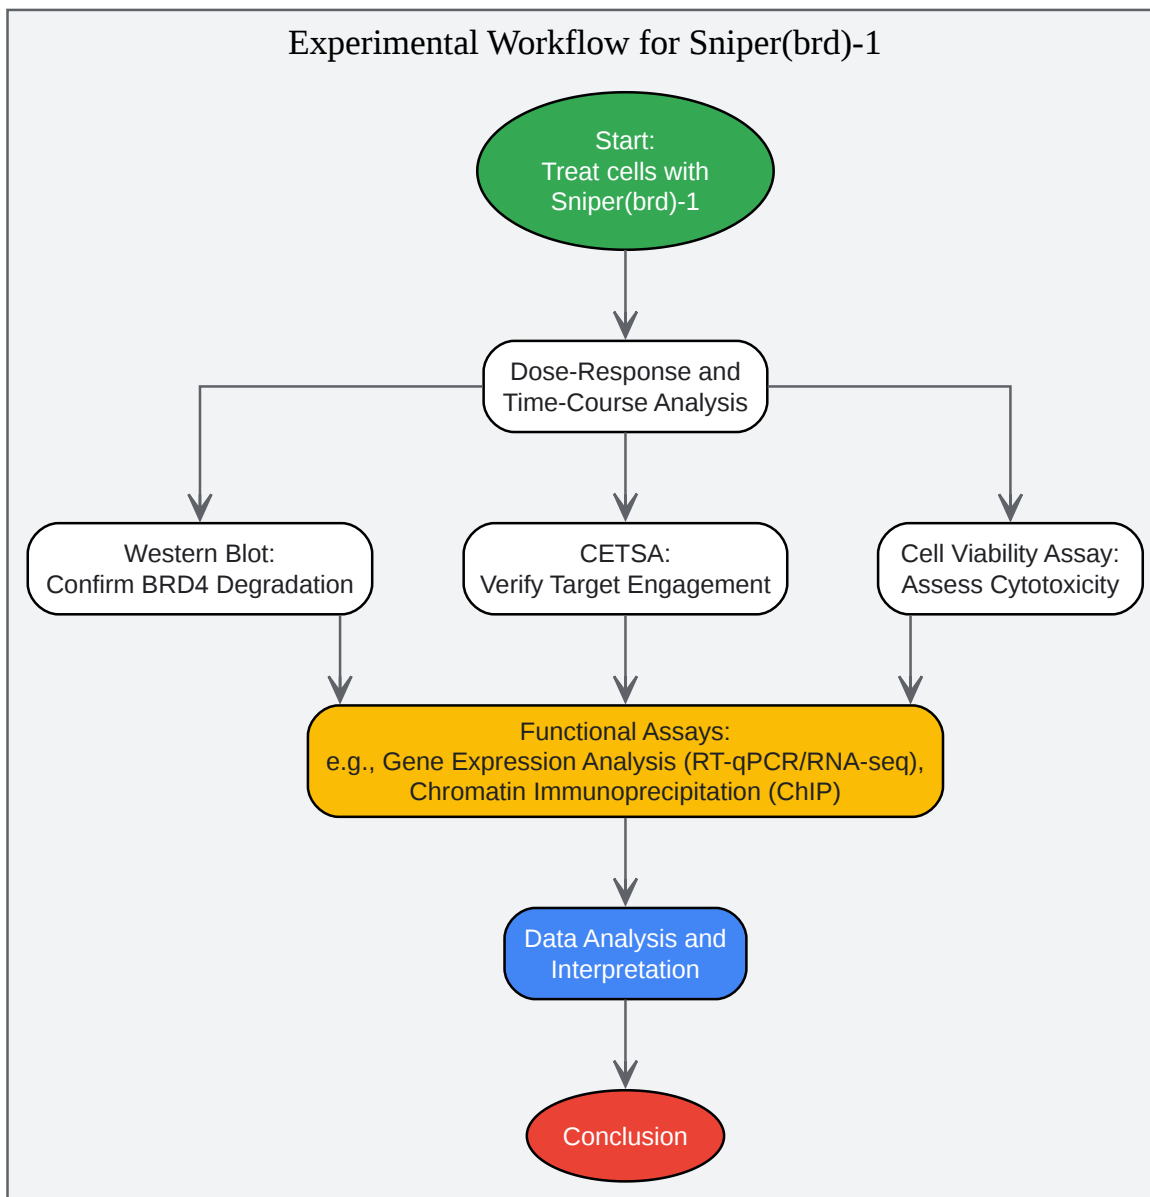 Experimental Workflow for Sniper(brd)-1
Start:
Treat cells with
Sniper(brd)-1
Dose-Response and
Time-Course Analysis
Western Blot:
Confirm BRD4 Degradation
CETSA:
Verify Target Engagement
Cell Viability Assay:
Assess Cytotoxicity
Functional Assays:
e.g., Gene Expression Analysis (RT-qPCR/RNA-seq),
Chromatin Immunoprecipitation (ChIP)
Data Analysis and
Interpretation
Conclusion